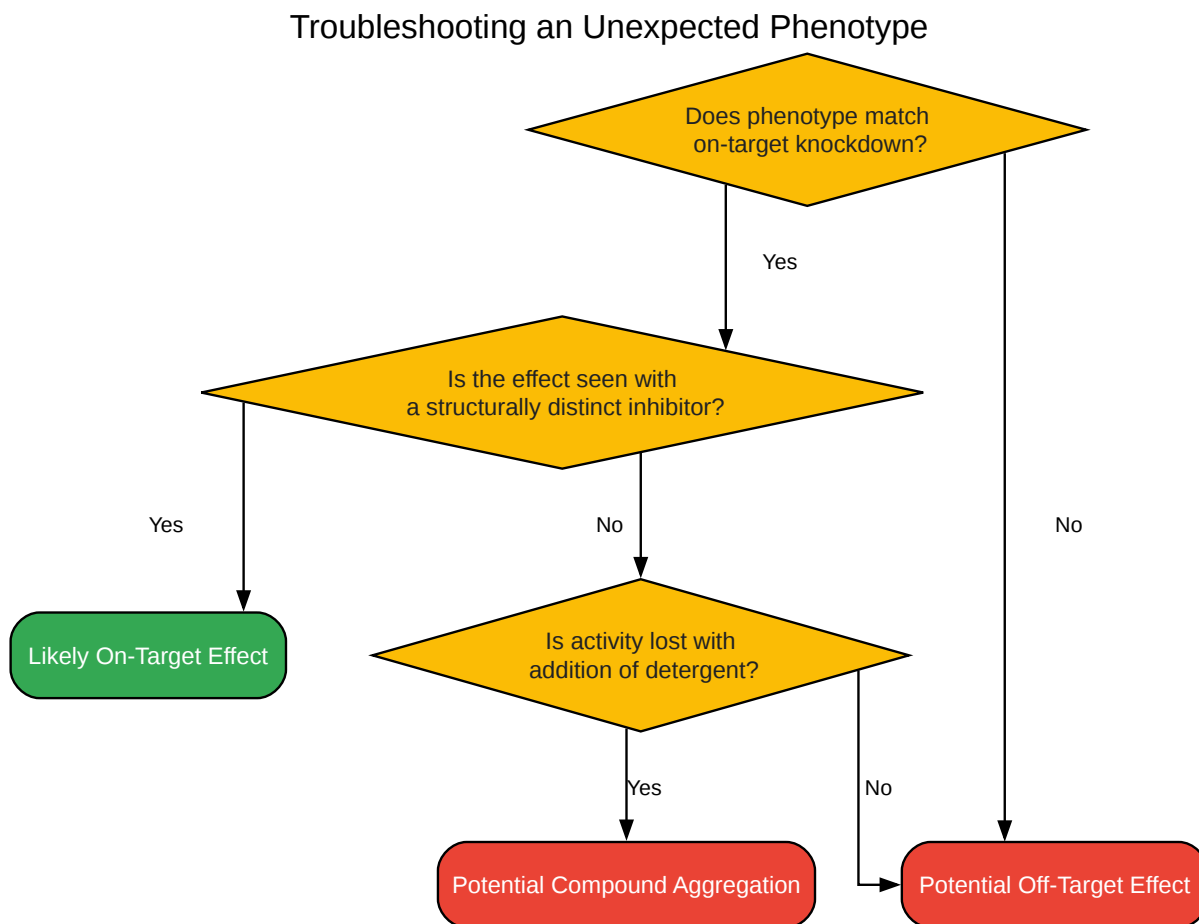 Troubleshooting an Unexpected Phenotype
Does phenotype match
on-target knockdown?
Yes
Is the effect seen with
a structurally distinct inhibitor?
Yes
No
No
Likely On-Target Effect
Is activity lost with
addition of detergent?
Yes
No
Potential Compound Aggregation
Potential Off-Target Effect